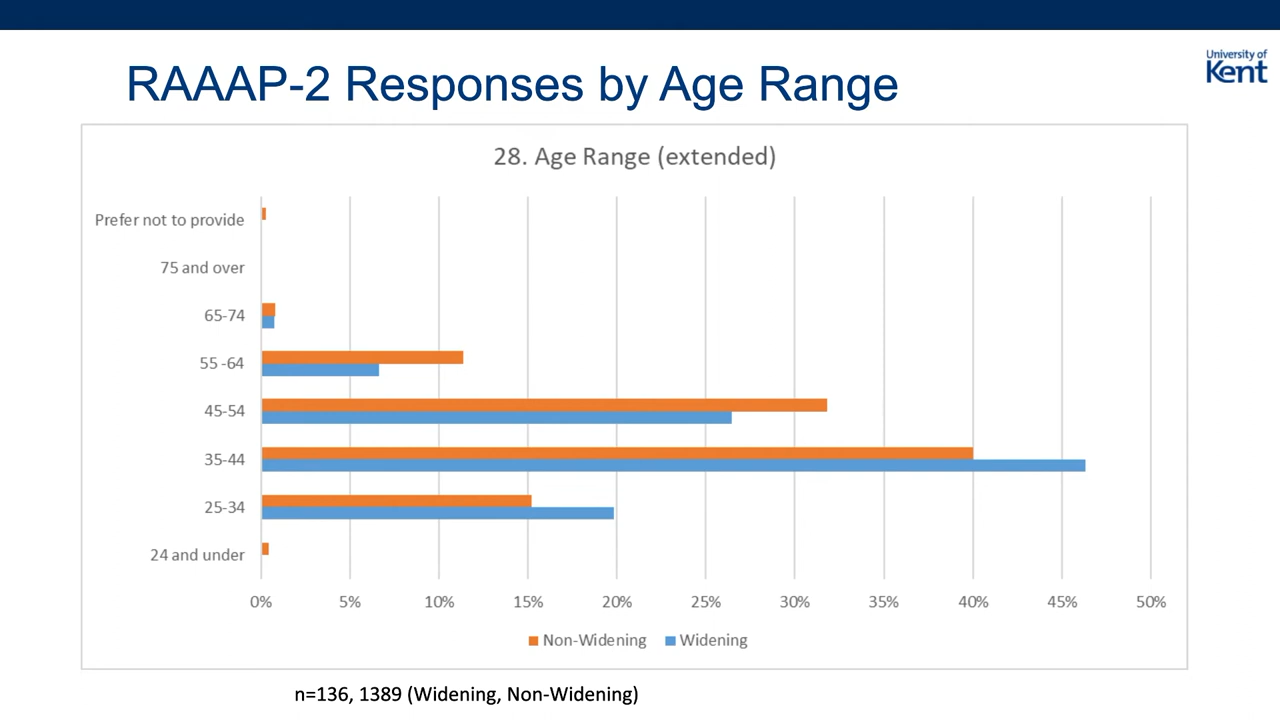 University of
Kent
RAAAP-2 Responses by Age Range
28. Age Range (extended)
Prefer not to provide
75 and over
65-74
55 -64
45-54
35-44
25-34
24 and under
0% 5% 10% 15% 20% 25% 30% 35% 40% 45% 50%
Non-Widening Widening
n=136, 1389 (Widening, Non-Widening)